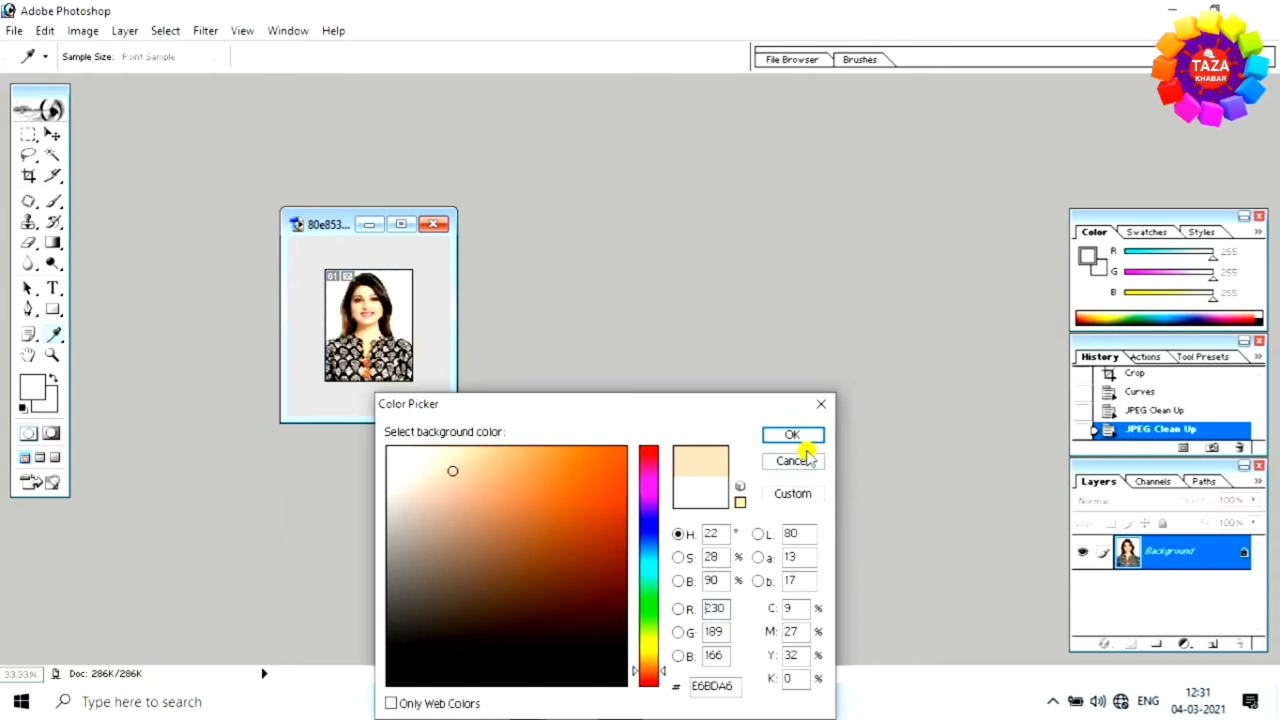 Adobe Photoshop
File Edit Image Layer Select Filter View Window Help
Sample Size: Point Sample
File Browser Brushes
TAZA
KHABAR
80e853...
01
Color Swatches Styles
R 255
G 255
B 255
History Actions Tool Presets
Crop
Curves
JPEG Clean Up
JPEG Clean Up
Layers Channels Paths
Normal 100%
100%
Background
Color Picker
Select background color:
OK
Cancel
Custom
H: 22 ° L: 80
S: 28 % a: 13
B: 90 % b: 17
R: 230 C: 9 %
G: 189 M: 27 %
B: 166 Y: 32 %
K: 0 %
# E6BDA6
Only Web Colors
33.33% Doc: 286K/286K
T
Type here to search
ENG
12:31
04-03-2021